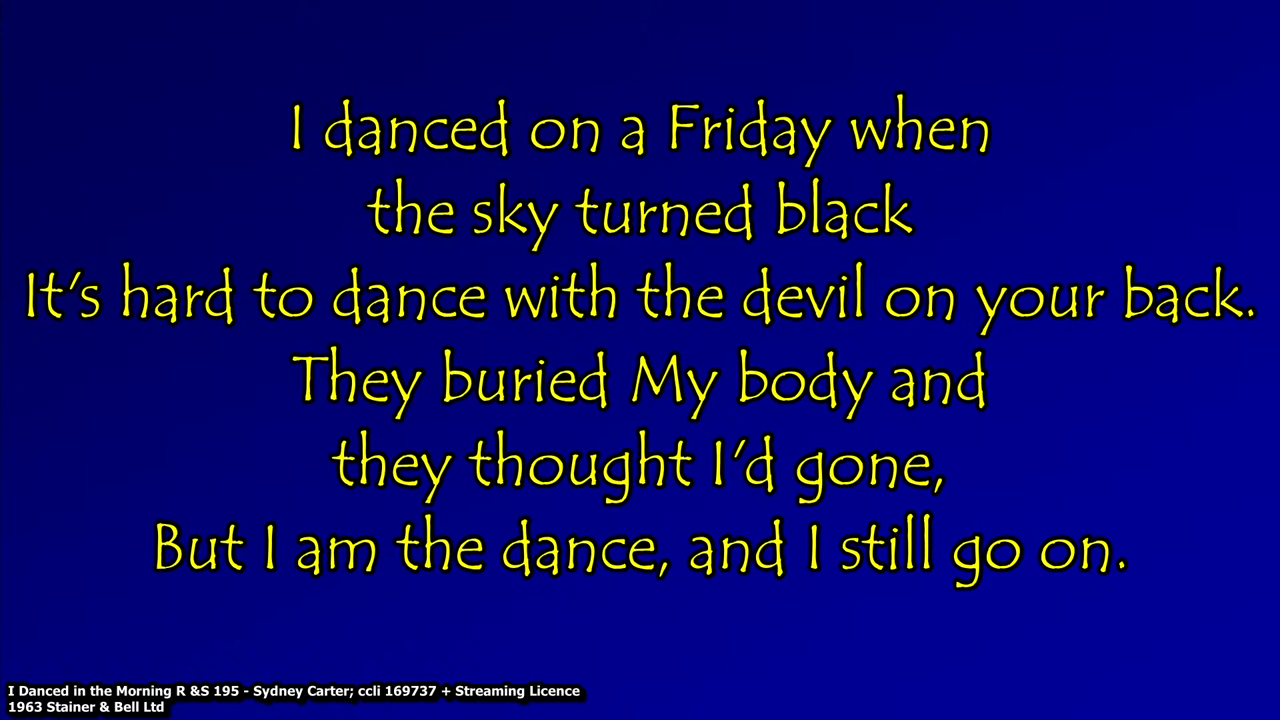 I danced on a Friday when
the sky turned black
It's hard to dance with the devil on your back.
They buried My body and
they thought I'd gone,
But I am the dance, and I still go on.
I Danced in the Morning R &S 195 - Sydney Carter; ccli 169737 + Streaming Licence
1963 Stainer & Bell Ltd